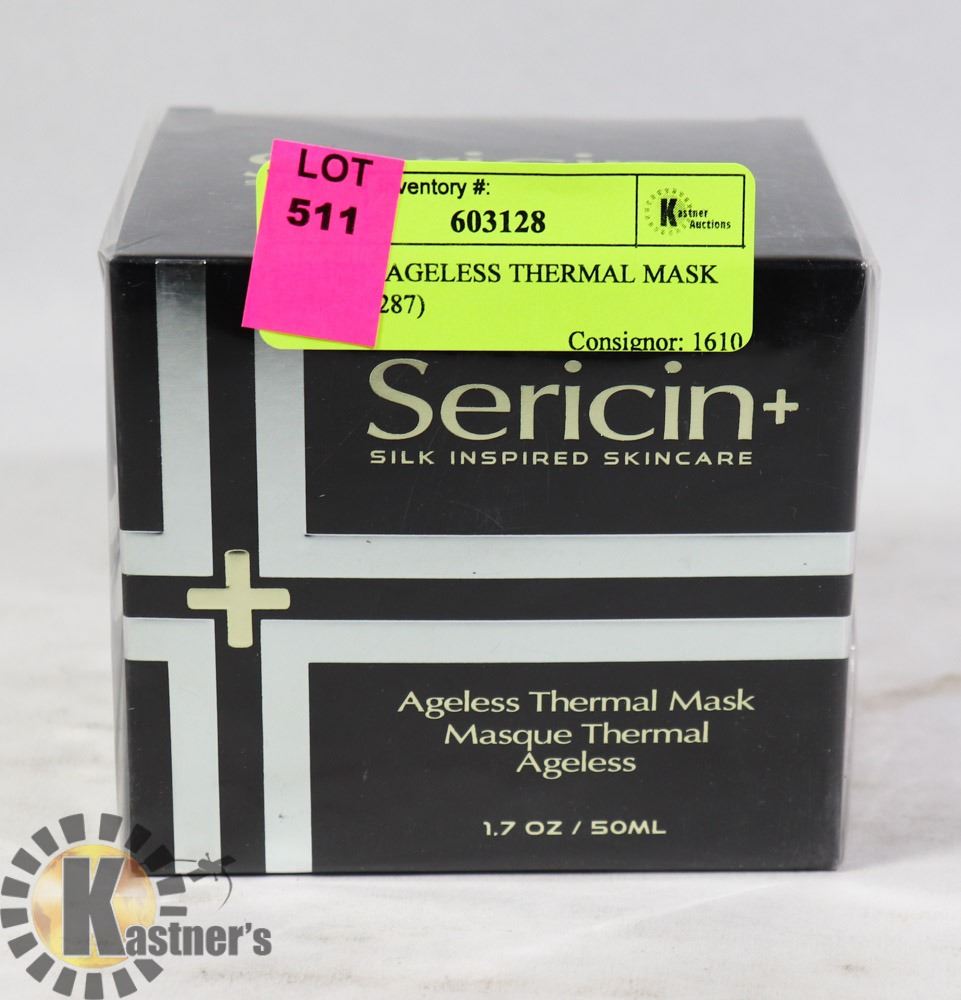 LOT
511
ventory #:
603128
Kastner
Auctions
AGELESS THERMAL MASK
287)
Consignor: 1610
Sericin+
SILK INSPIRED SKINCARE
Ageless Thermal Mask
Masque Thermal
Ageless
1.7 OZ / 50ML
Kastner's